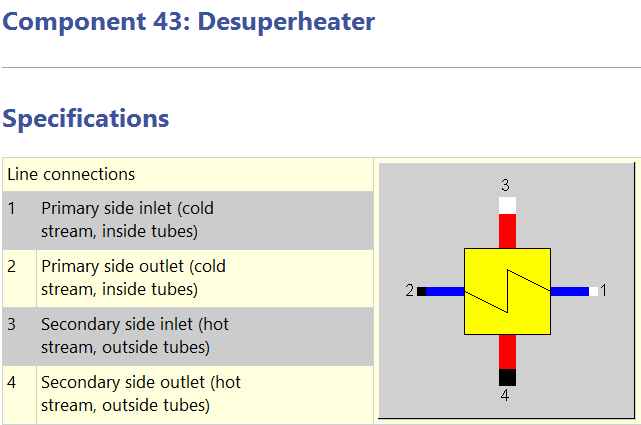 Component 43: Desuperheater
Specifications
Line connections
1 Primary side inlet (cold
stream, inside tubes)
2 Primary side outlet (cold
stream, inside tubes)
3 Secondary side inlet (hot
stream, outside tubes)
4 Secondary side outlet (hot
stream, outside tubes)
3
2 1
4